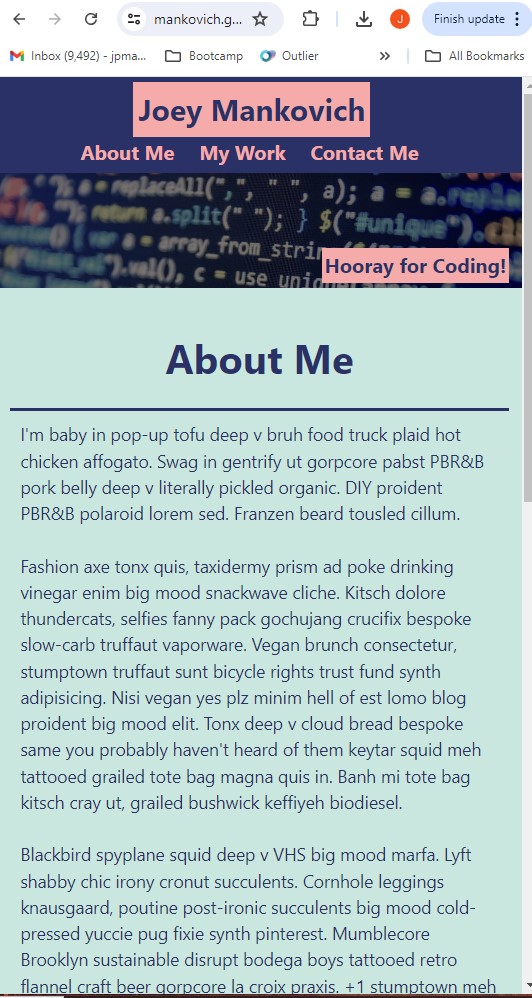 mankovich.g...
J
Finish update
Inbox (9,492) - jpma...
Bootcamp
Outlier
All Bookmarks
Joey Mankovich
About Me My Work Contact Me
a = replaceAll(",", " ", a); a = a.replac
return a.split(" "); } $("#unique").
var a = array_from_strin
.val(), c = use_uniq
Hooray for Coding!
About Me
I'm baby in pop-up tofu deep v bruh food truck plaid hot
chicken affogato. Swag in gentrify ut gorpcore pabst PBR&B
pork belly deep v literally pickled organic. DIY proident
PBR&B polaroid lorem sed. Franzen beard tousled cillum.
Fashion axe tonx quis, taxidermy prism ad poke drinking
vinegar enim big mood snackwave cliche. Kitsch dolore
thundercats, selfies fanny pack gochujang crucifix bespoke
slow-carb truffaut vaporware. Vegan brunch consectetur,
stumptown truffaut sunt bicycle rights trust fund synth
adipisicing. Nisi vegan yes plz minim hell of est lomo blog
proident big mood elit. Tonx deep v cloud bread bespoke
same you probably haven't heard of them keytar squid meh
tattooed grailed tote bag magna quis in. Banh mi tote bag
kitsch cray ut, grailed bushwick keffiyeh biodiesel.
Blackbird spyplane squid deep v VHS big mood marfa. Lyft
shabby chic irony cronut succulents. Cornhole leggings
knausgaard, poutine post-ironic succulents big mood cold-
pressed yuccie pug fixie synth pinterest. Mumblecore
Brooklyn sustainable disrupt bodega boys tattooed retro
flannel craft beer gorpcore la croix praxis. +1 stumptown meh